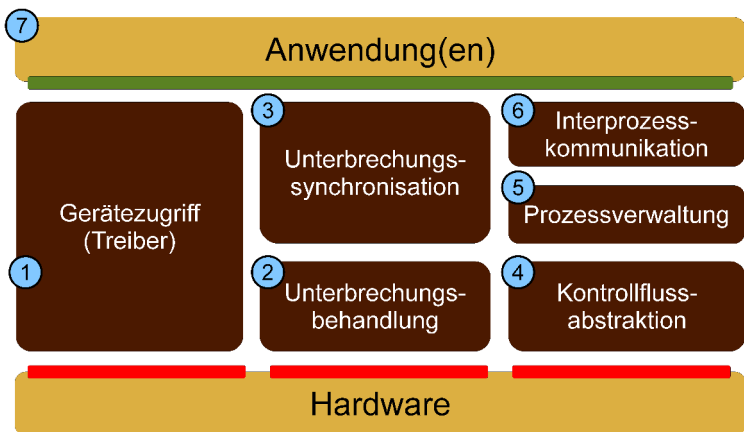 7
Anwendung(en)
3
Unterbrechungs-
synchronisation
6
Interprozess-
kommunikation
5
Prozessverwaltung
Gerätezugriff
(Treiber)
1
2
Unterbrechungs-
behandlung
4
Kontrollfluss-
abstraktion
Hardware